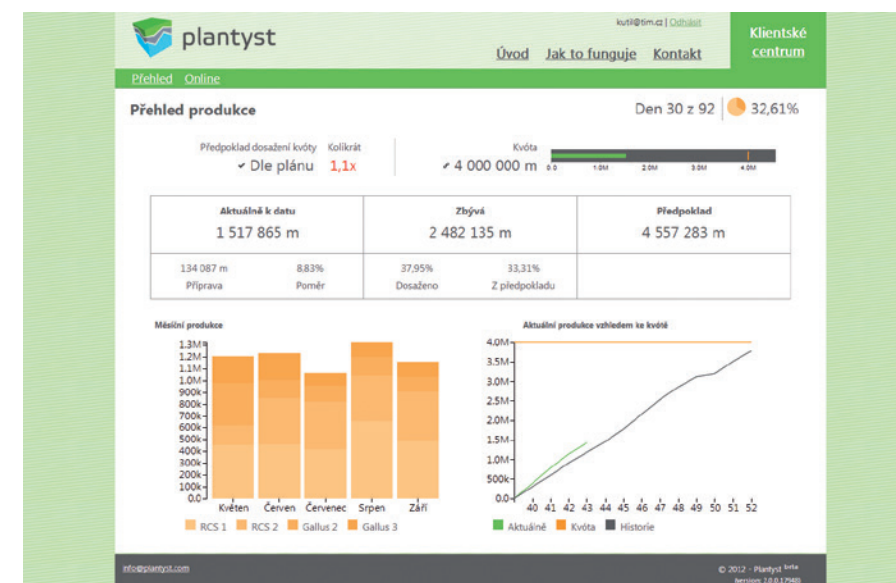 plantyst
kutil@tim.cz | Odhlásit
Úvod Jak to funguje Kontakt
Klientské
centrum
Přehled Online
Přehled produkce
Den 30 z 92 32,61%
Předpoklad dosažení kvóty Kolikrát
Dle plánu 1,1x
Kvóta
4 000 000 m
0.0 1.0M 2.0M 3.0M 4.0M
Aktuálně k datu Zbývá Předpoklad
1 517 865 m 2 482 135 m 4 557 283 m
134 087 m 8,83% 37,95% 33,31%
Příprava Poměr Dosaženo Z předpokladu
Měsíční produkce
1.3M
1.2M
1.1M
1.0M
900k
800k
700k
600k
500k
400k
300k
200k
100k
0.0
Květen Červen Červenec Srpen Září
RCS 1 RCS 2 Gallus 2 Gallus 3
Aktuální produkce vzhledem ke kvótě
4.0M
3.5M
3.0M
2.5M
2.0M
1.5M
1.0M
500k
0.0
40 41 42 43 44 45 46 47 48 49 50 51 52
Aktuálně Kvóta Historie
info@plantyst.com
© 2012 - Plantyst beta
(version: 1.0.0.17948)